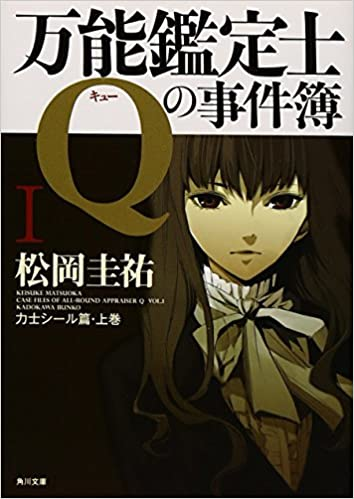 万能鑑定士
Q
キュー
の事件簿
I
松岡圭祐
KEISUKE MATSUOKA
CASE FILES OF ALL-ROUND APPRAISER Q VOL.1
KADOKAWA BUNKO
力士シール篇・上巻
角川文庫